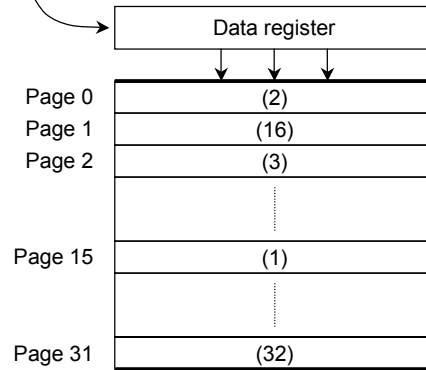 Data register
Page 0 (2)
Page 1 (16)
Page 2 (3)
Page 15 (1)
Page 31 (32)